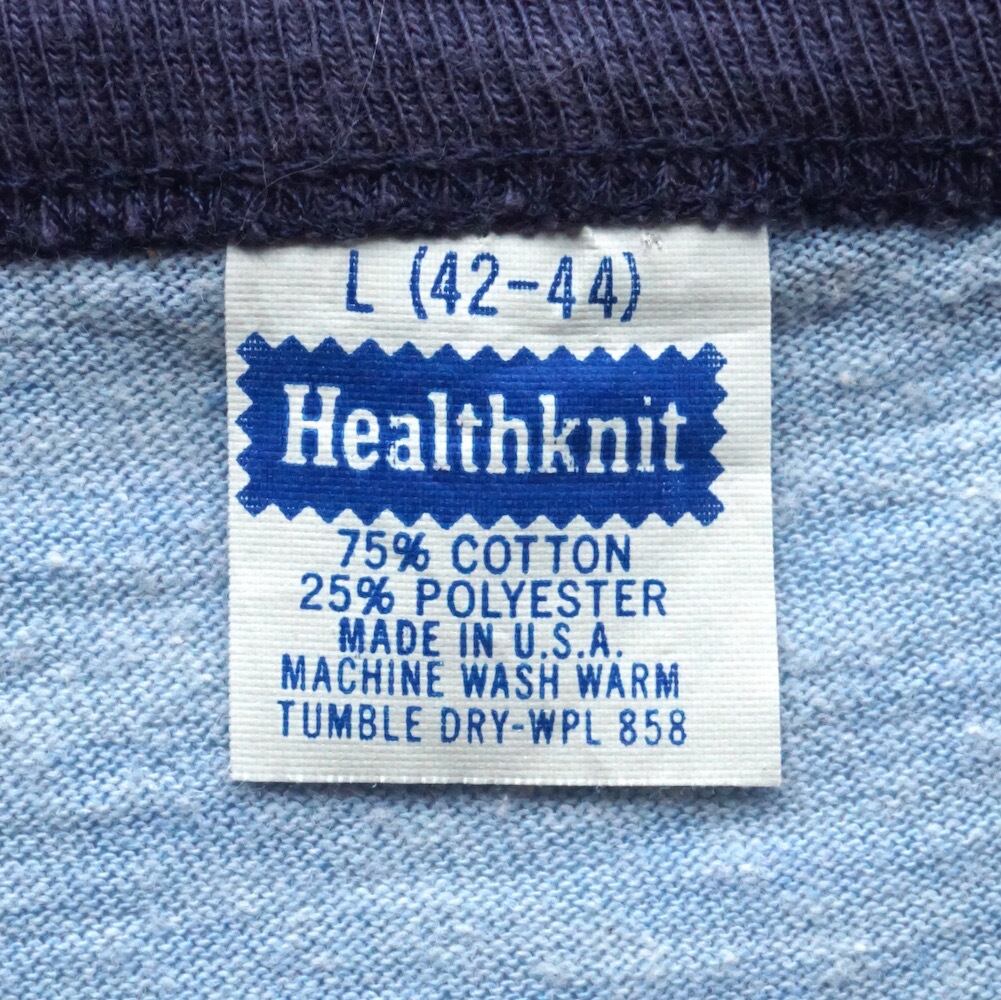 L (42-44)
Healthknit
75% COTTON
25% POLYESTER
MADE IN U.S.A.
MACHINE WASH WARM
TUMBLE DRY-WPL 858